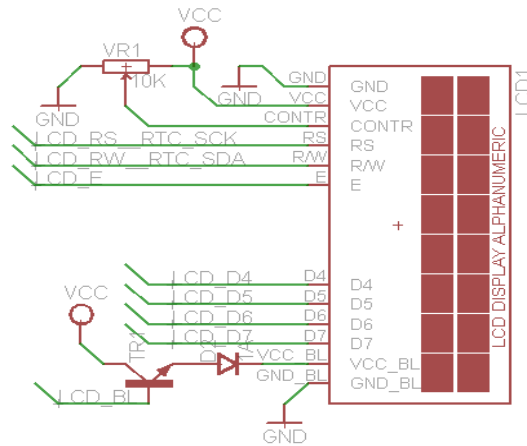 VCC
VR1
10K
GND
GND
GND
VCC
CONTR
RS
R/W
E
LCD_RS__RTC_SCK
LCD_RW__RTC_SDA
LCD_E
GND
VCC
CONTR
RS
R/W
E
LCD1
LCD DISPLAY ALPHANUMERIC
LCD_D4
LCD_D5
LCD_D6
LCD_D7
D4
D5
D6
D7
D4
D5
D6
D7
VCC
TR1
LCD_BL
VCC_BL
GND_BL
VCC_BL
GND_BL
GND